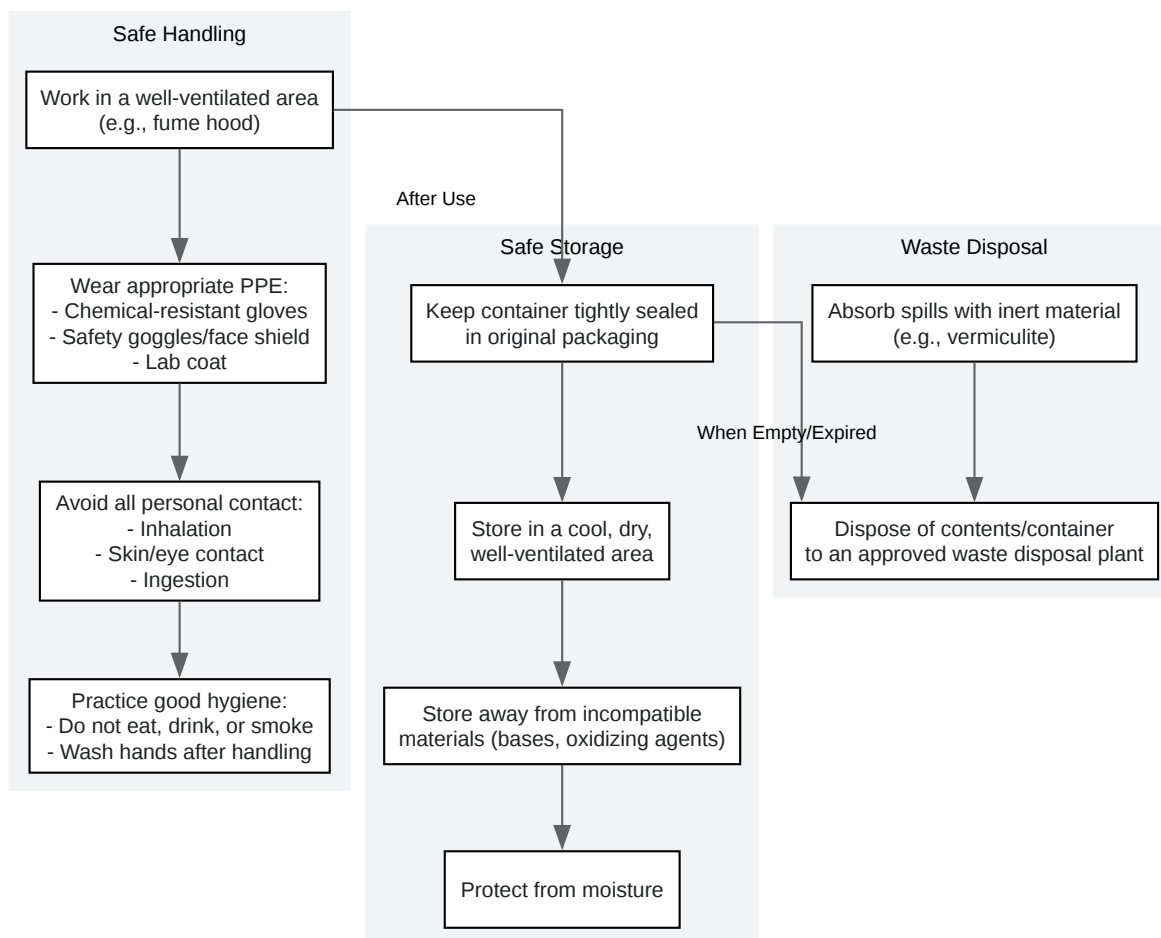 Safe Handling
Work in a well-ventilated area
(e.g., fume hood)
Wear appropriate PPE:
- Chemical-resistant gloves
- Safety goggles/face shield
- Lab coat
Avoid all personal contact:
- Inhalation
- Skin/eye contact
- Ingestion
Practice good hygiene:
- Do not eat, drink, or smoke
- Wash hands after handling
After Use
Safe Storage
Keep container tightly sealed
in original packaging
Store in a cool, dry,
well-ventilated area
Store away from incompatible
materials (bases, oxidizing agents)
Protect from moisture
When Empty/Expired
Waste Disposal
Absorb spills with inert material
(e.g., vermiculite)
Dispose of contents/container
to an approved waste disposal plant